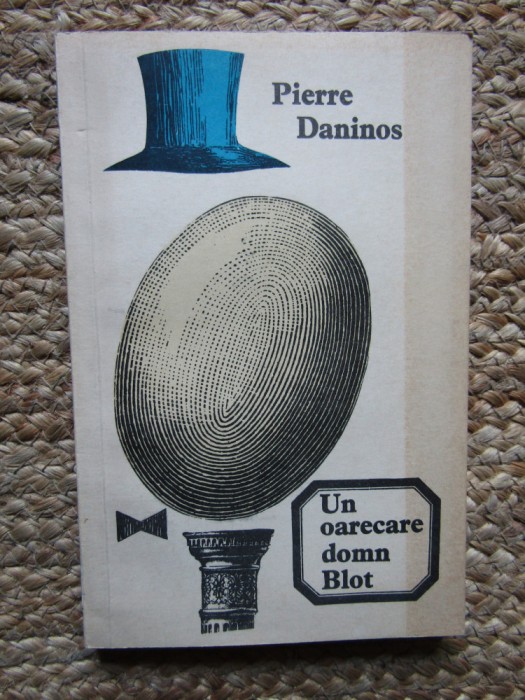 Pierre
Daninos
Un
oarecare
domn
Blot